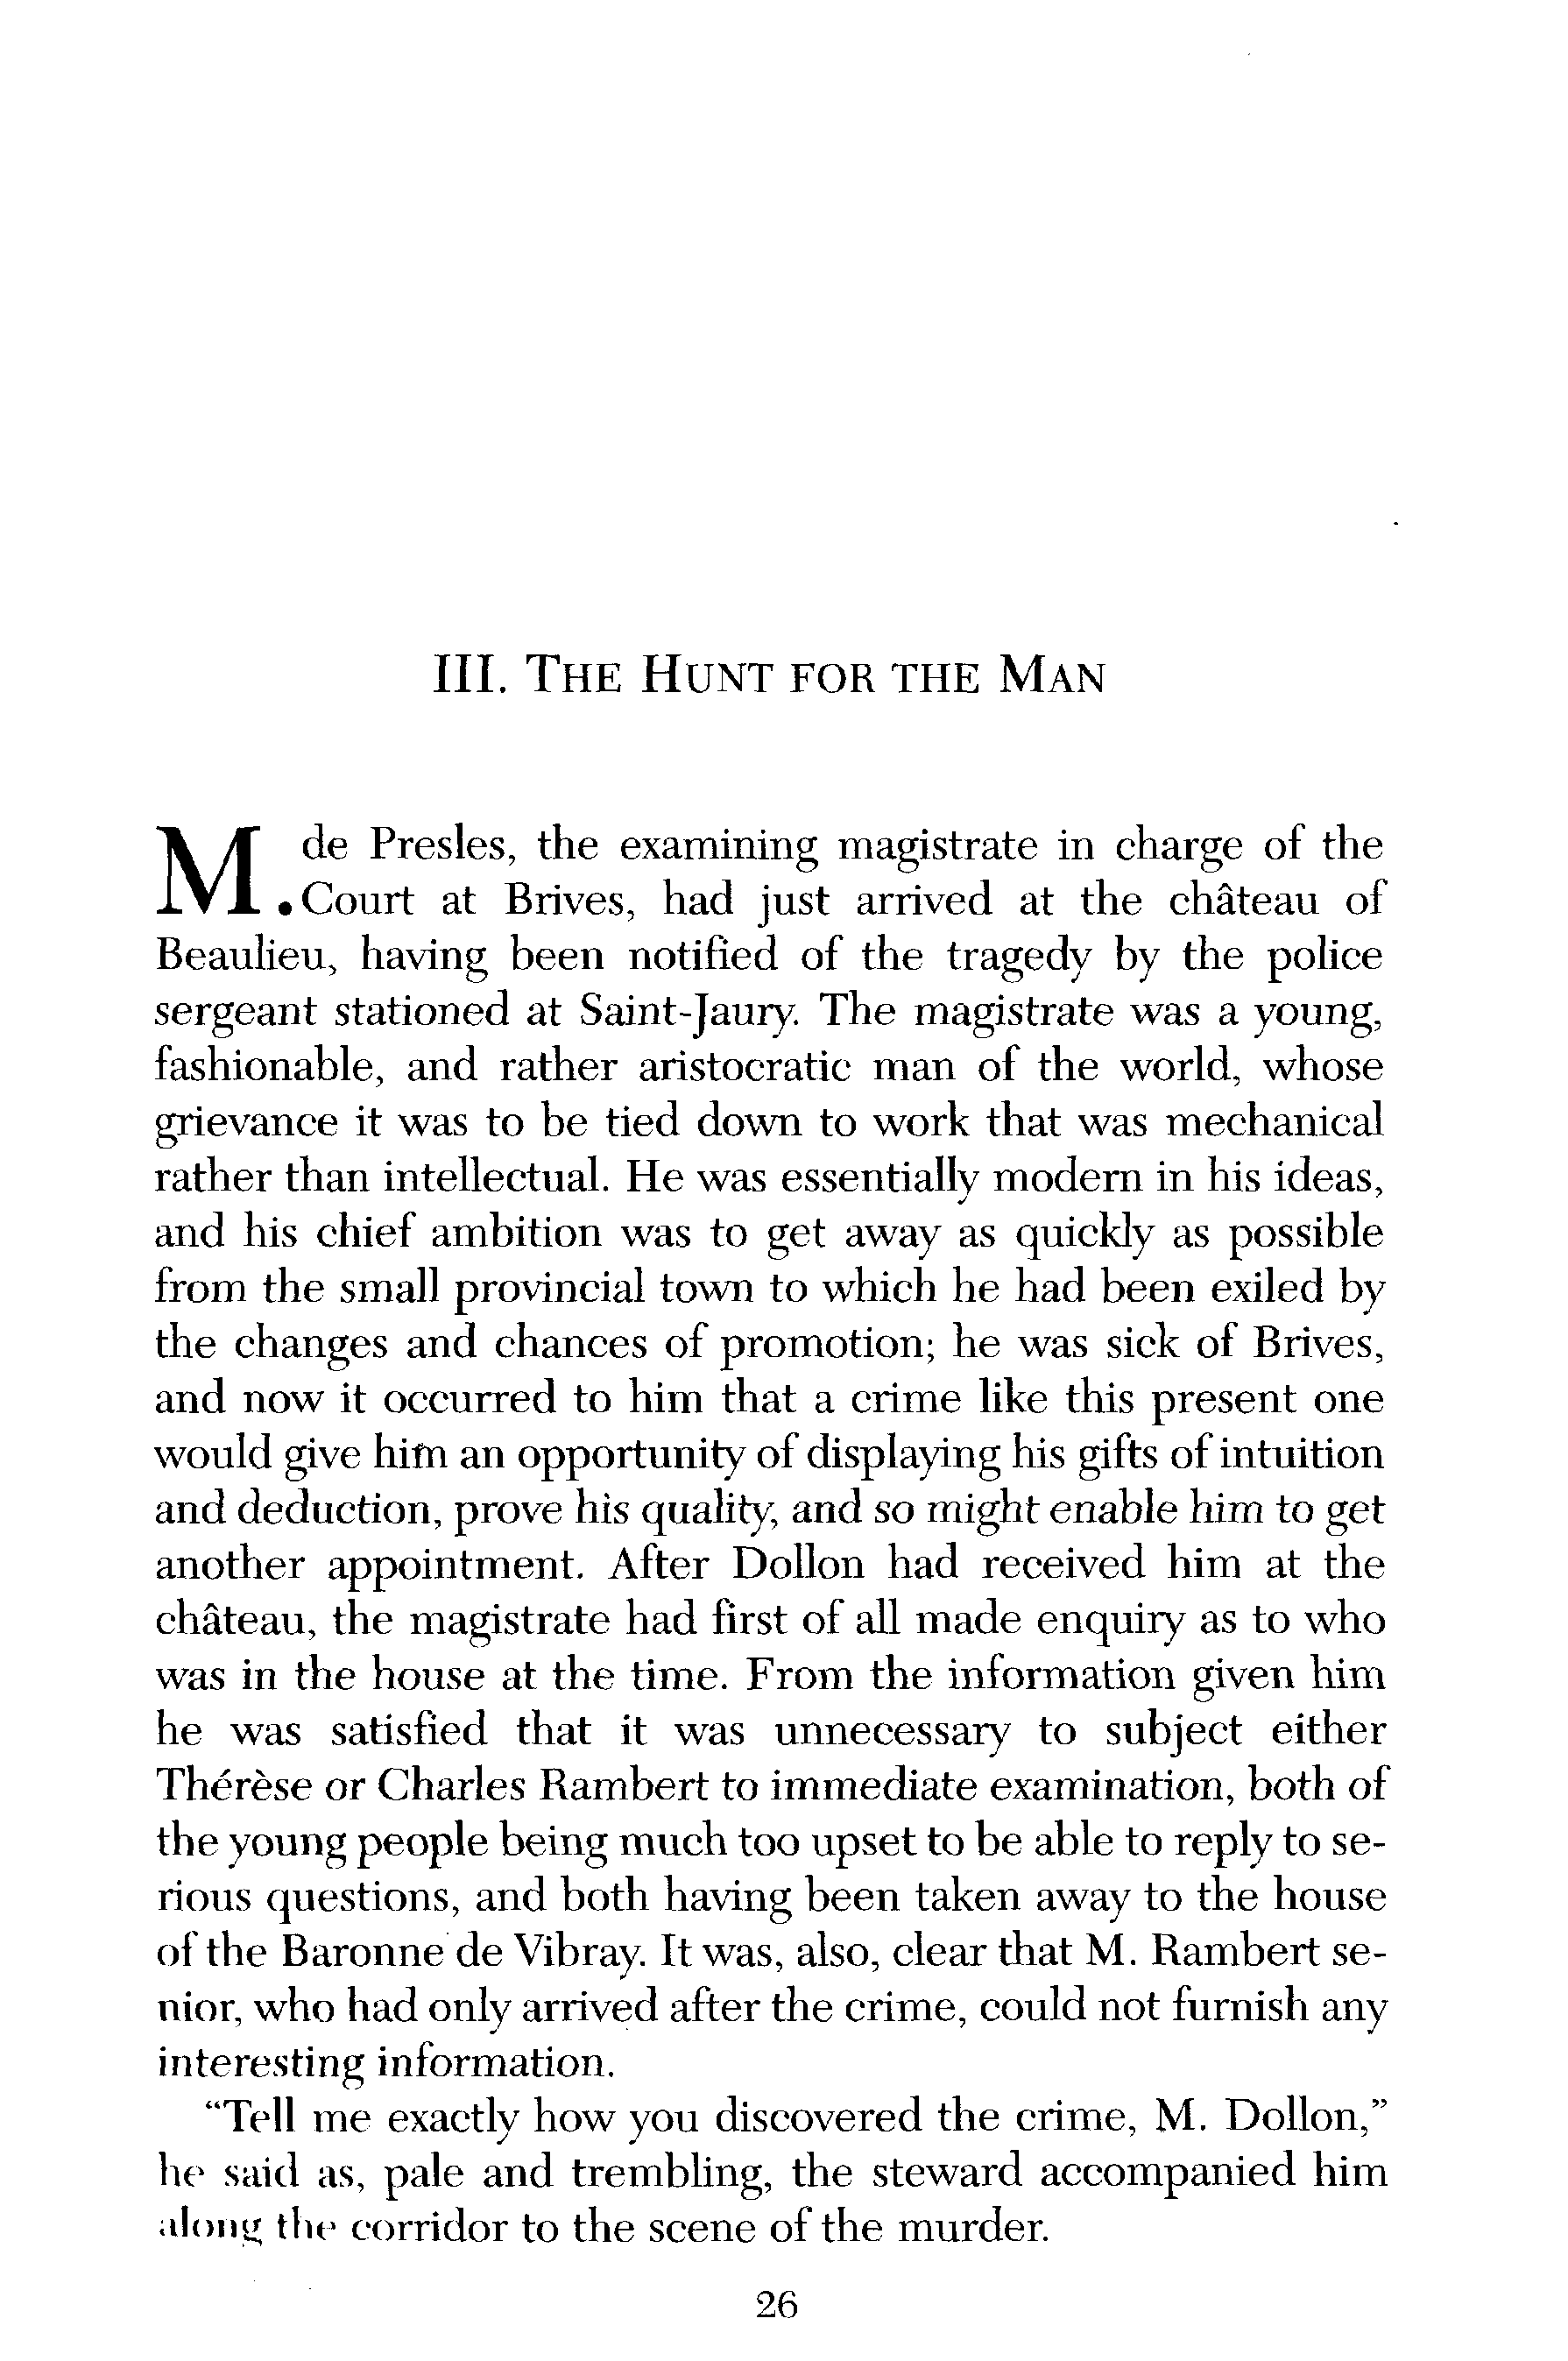 III. THE HUNT FOR THE MAN
M. de Presles, the examining magistrate in charge of the
Court at Brives, had just arrived at the château of
Beaulieu, having been notified of the tragedy by the police
sergeant stationed at Saint-Jaury. The magistrate was a young,
fashionable, and rather aristocratic man of the world, whose
grievance it was to be tied down to work that was mechanical
rather than intellectual. He was essentially modern in his ideas,
and his chief ambition was to get away as quickly as possible
from the small provincial town to which he had been exiled by
the changes and chances of promotion; he was sick of Brives,
and now it occurred to him that a crime like this present one
would give him an opportunity of displaying his gifts of intuition
and deduction, prove his quality, and so might enable him to get
another appointment. After Dollon had received him at the
château, the magistrate had first of all made enquiry as to who
was in the house at the time. From the information given him
he was satisfied that it was unnecessary to subject either
Thérèse or Charles Rambert to immediate examination, both of
the young people being much too upset to be able to reply to se-
rious questions, and both having been taken away to the house
of the Baronne de Vibray. It was, also, clear that M. Rambert se-
nior, who had only arrived after the crime, could not furnish any
interesting information.
“Tell me exactly how you discovered the crime, M. Dollon,”
he said as, pale and trembling, the steward accompanied him
along the corridor to the scene of the murder.
26